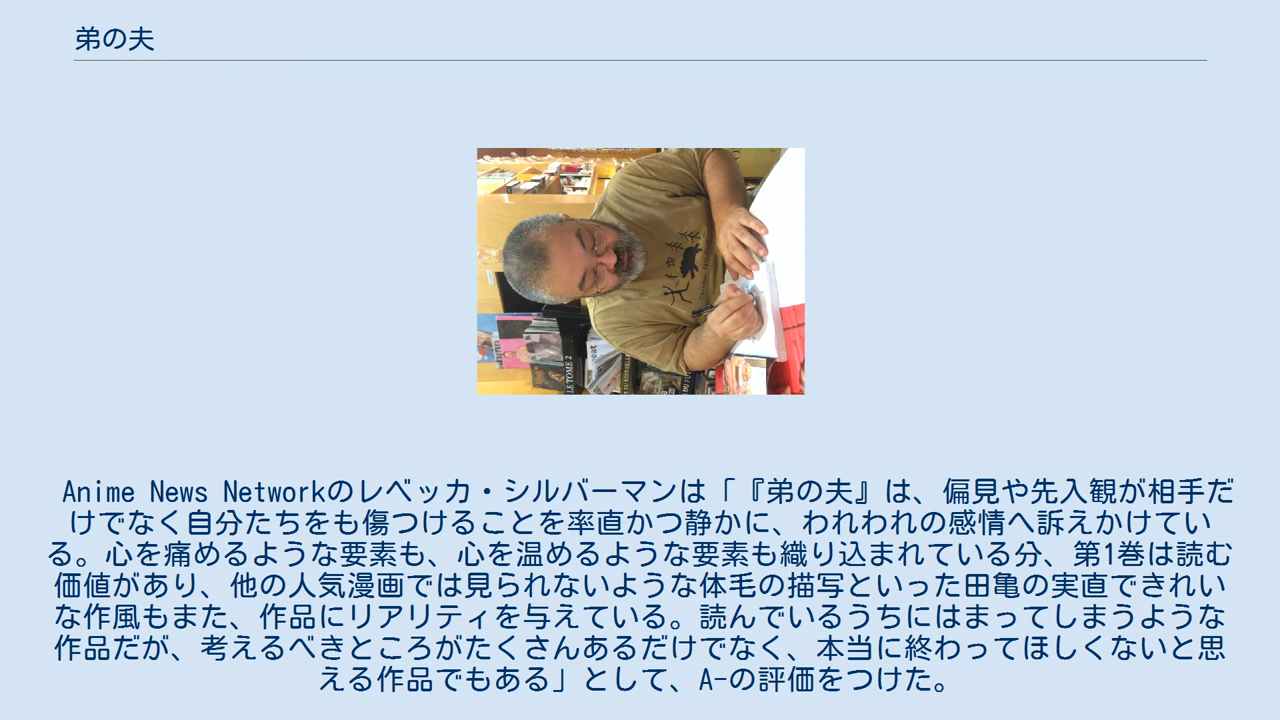 弟の夫
LE TOME 2
eat
Anime News Networkのレベッカ・シルバーマンは「『弟の夫』は、偏見や先入観が相手だ
けでなく自分たちをも傷つけることを率直かつ静かに、われわれの感情へ訴えかけてい
る。心を痛めるような要素も、心を温めるような要素も織り込まれている分、第1巻は読む
価値があり、他の人気漫画では見られないような体毛の描写といった田亀の実直できれい
な作風もまた、作品にリアリティを与えている。読んでいるうちにはまってしまうような
作品だが、考えるべきところがたくさんあるだけでなく、本当に終わってほしくないと思
える作品でもある」として、A-の評価をつけた。